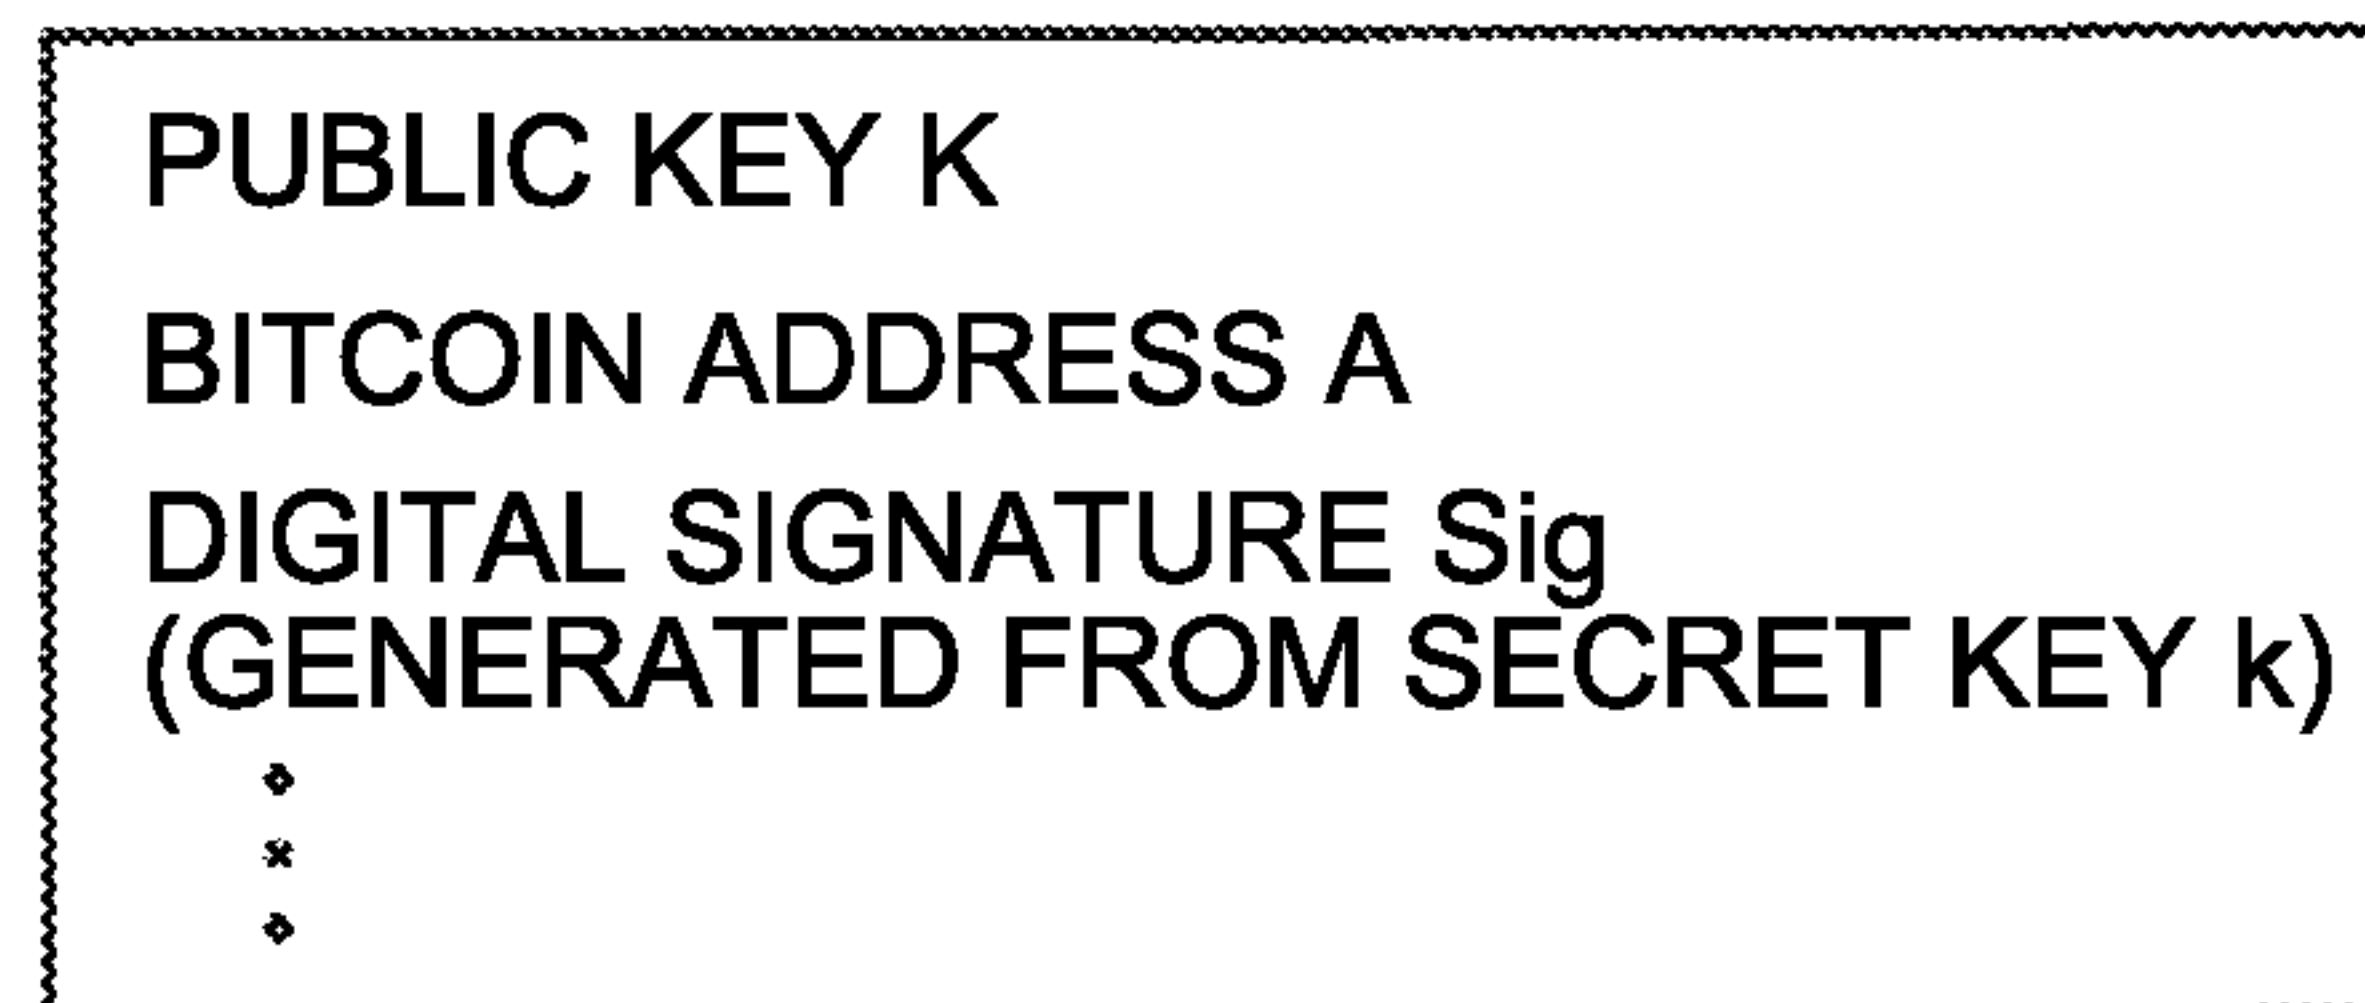 PUBLIC KEY K
BITCOIN ADDRESS A
DIGITAL SIGNATURE Sig
(GENERATED FROM SECRET KEY k)